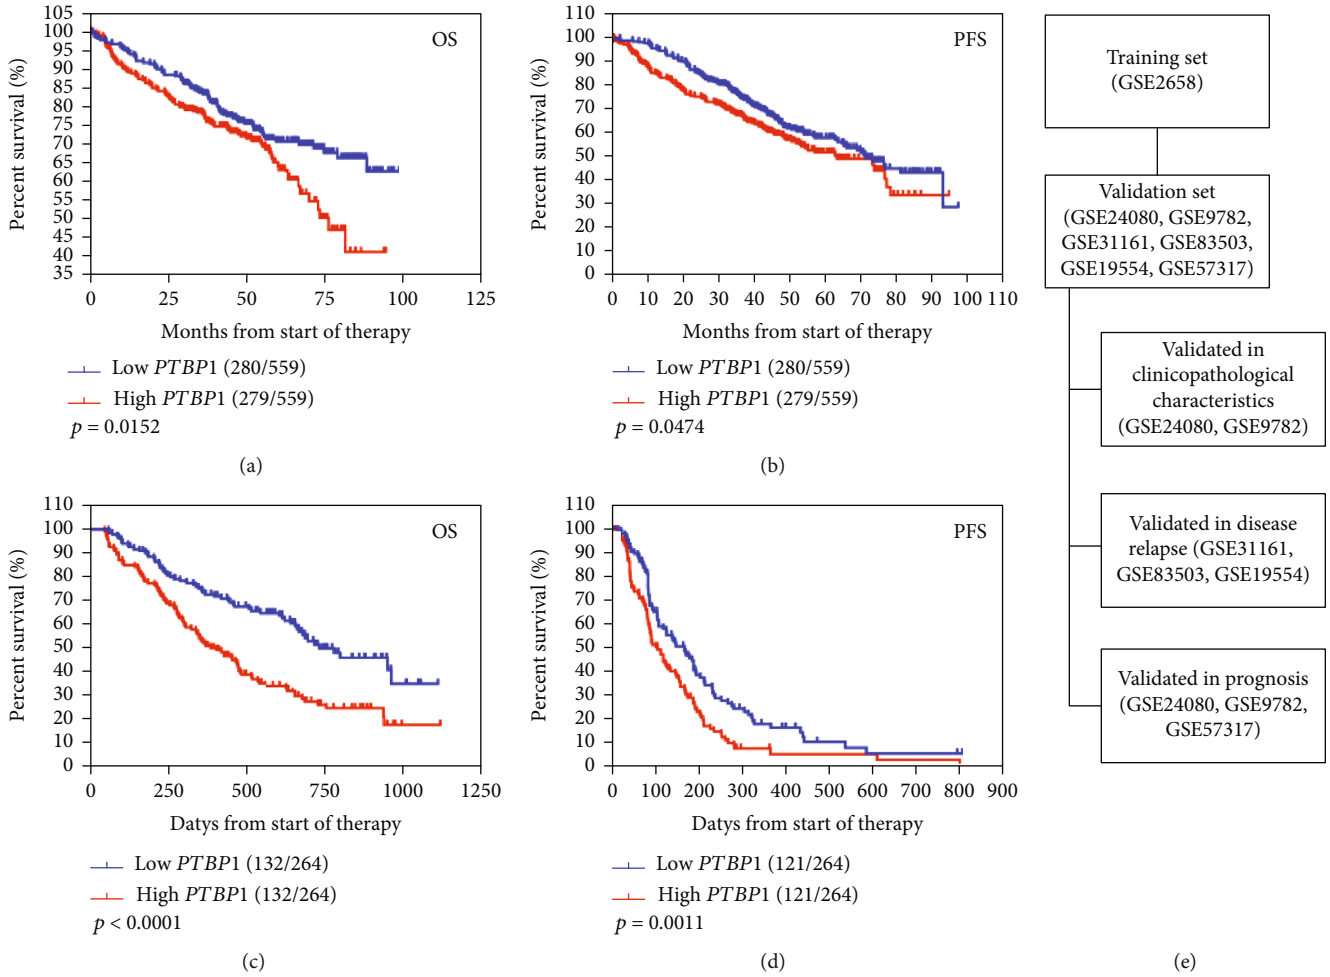 105
100
95
90
85
80
75
70
65
60
55
50
45
40
35
Percent survival (%)
OS
0 25 50 75 100 125
Months from start of therapy
Low PTBP1 (280/559)
High PTBP1 (279/559)
p = 0.0152
(a)
110
100
90
80
70
60
50
40
30
20
10
0
Percent survival (%)
PFS
0 10 20 30 40 50 60 70 80 90 100 110
Months from start of therapy
Low PTBP1 (280/559)
High PTBP1 (279/559)
p = 0.0474
(b)
110
100
90
80
70
60
50
40
30
20
10
0
Percent survival (%)
OS
0 250 500 750 1000 1250
Datys from start of therapy
Low PTBP1 (132/264)
High PTBP1 (132/264)
p < 0.0001
(c)
110
100
90
80
70
60
50
40
30
20
10
0
Percent survival (%)
PFS
0 100 200 300 400 500 600 700 800 900
Datys from start of therapy
Low PTBP1 (121/264)
High PTBP1 (121/264)
p = 0.0011
(d)
Training set
(GSE2658)
Validation set
(GSE24080, GSE9782,
GSE31161, GSE83503,
GSE19554, GSE57317)
Validated in
clinicopathological
characteristics
(GSE24080, GSE9782)
Validated in disease
relapse (GSE31161,
GSE83503, GSE19554)
Validated in prognosis
(GSE24080, GSE9782,
GSE57317)
(e)